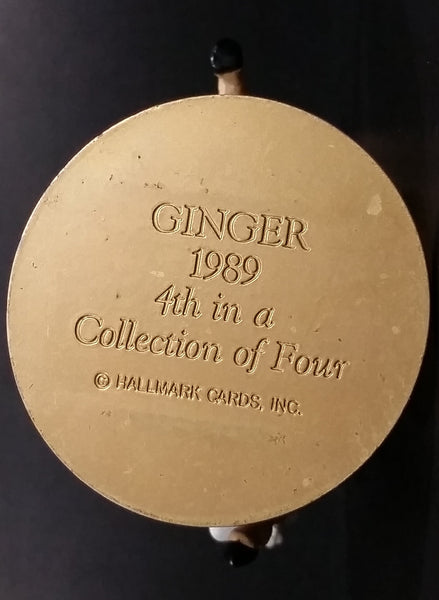 GINGER
1989
4th in a
Collection of Four
© HALLMARK CARDS, INC.